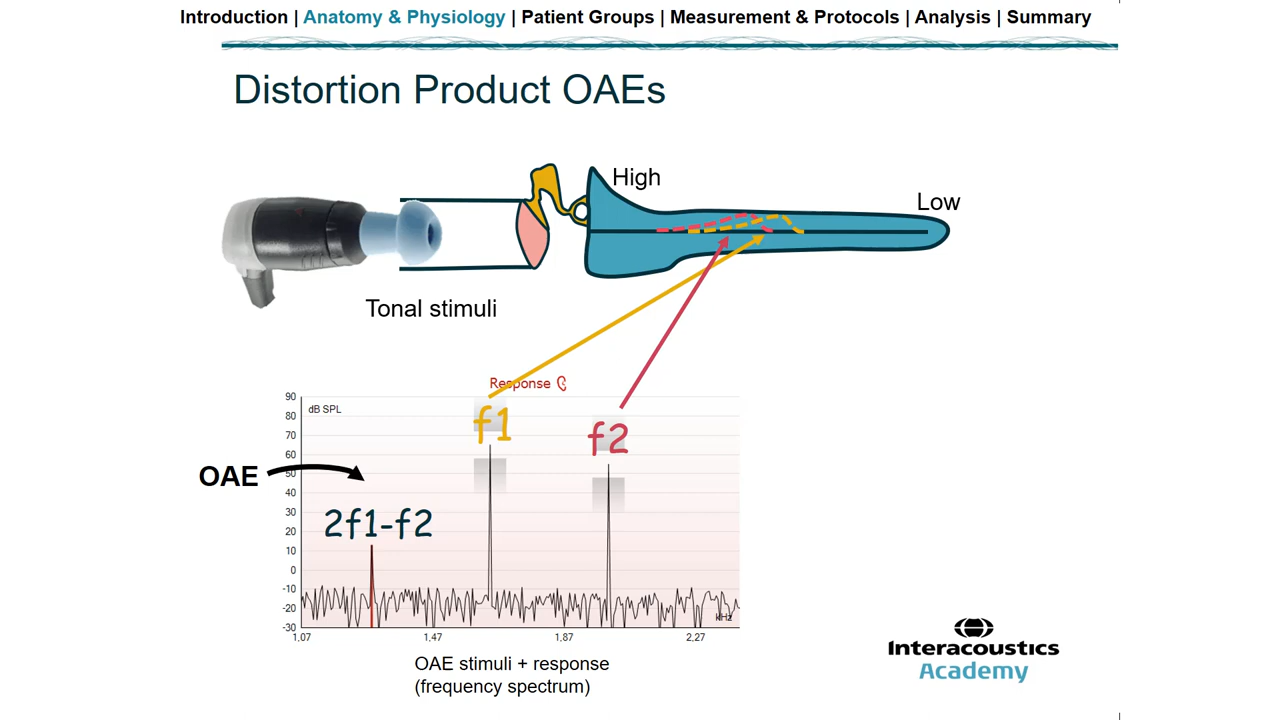 Introduction | Anatomy & Physiology | Patient Groups | Measurement & Protocols | Analysis | Summary
Distortion Product OAEs
High
Low
Tonal stimuli
Response
90
dB SPL
80
70
60
50
40
30
20
10
0
-10
-20
-30
f1
f2
OAE
2f1-f2
kHz
1,07
1,47
1,87
2,27
OAE stimuli + response
(frequency spectrum)
Interacoustics
Academy